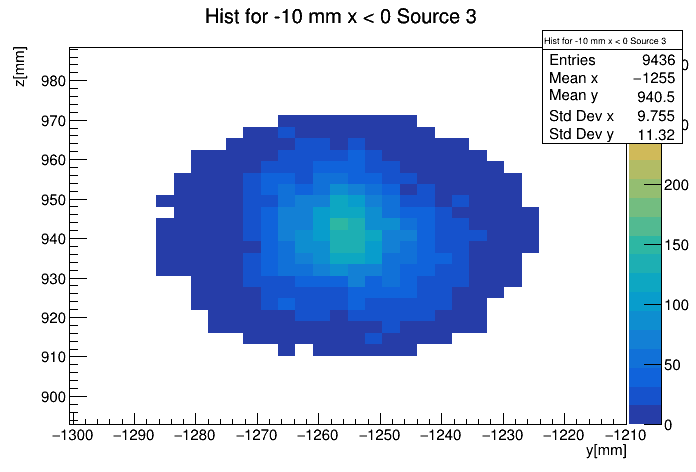 Hist for -10 mm x < 0 Source 3
z[mm]
Hist for -10 mm x < 0 Source 3
Entries 9436
Mean x −1255
Mean y 940.5
Std Dev x 9.755
Std Dev y 11.32
980
970
960
950
940
930
920
910
900
200
150
100
50
0
−1300 −1290 −1280 −1270 −1260 −1250 −1240 −1230 −1220 −1210
y[mm]